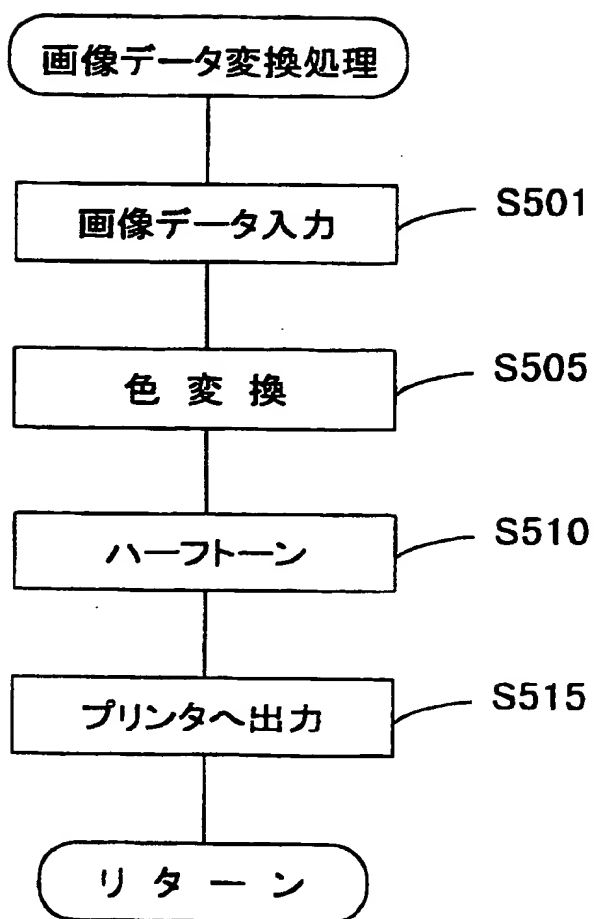 画像データ変換処理
画像データ入力
S501
色変換
S505
ハーフトーン
S510
プリンタへ出力
S515
リターン